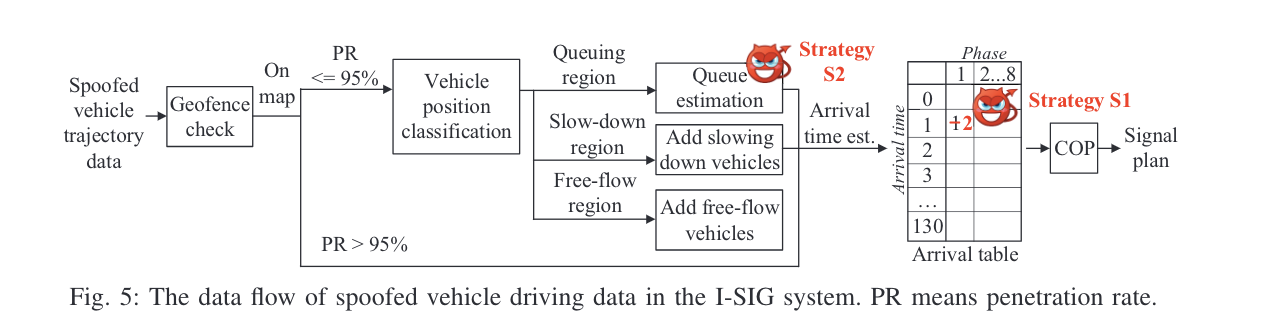 Spoofed
vehicle
trajectory
data
Geofence
check
On
map
PR
<= 95%
PR > 95%
Vehicle
position
classification
Queuing
region
Slow-down
region
Free-flow
region
Queue
estimation
Strategy
S2
Add slowing
down vehicles
Add free-flow
vehicles
Arrival
time est.
Arrival time
Phase
1 2...8
0
1 +2
2
3
...
130
Arrival table
Strategy S1
COP
Signal
plan
Fig. 5: The data flow of spoofed vehicle driving data in the I-SIG system. PR means penetration rate.